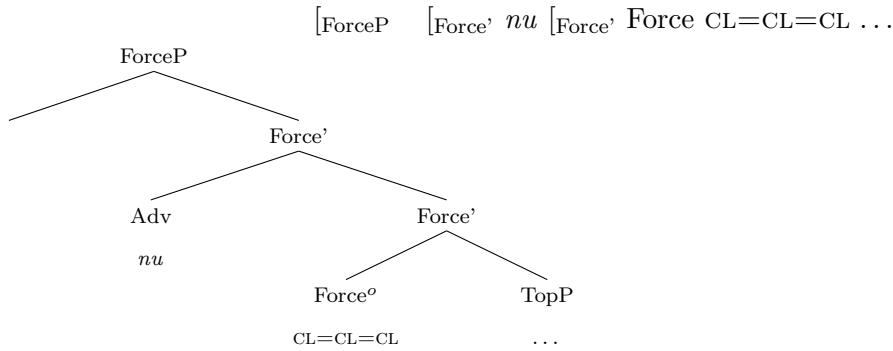 [ForceP [Force’ nu [Force’ Force CL=CL=CL ...
ForceP
Force’
Adv Force’
nu
Forceᵒ TopP
CL=CL=CL ...